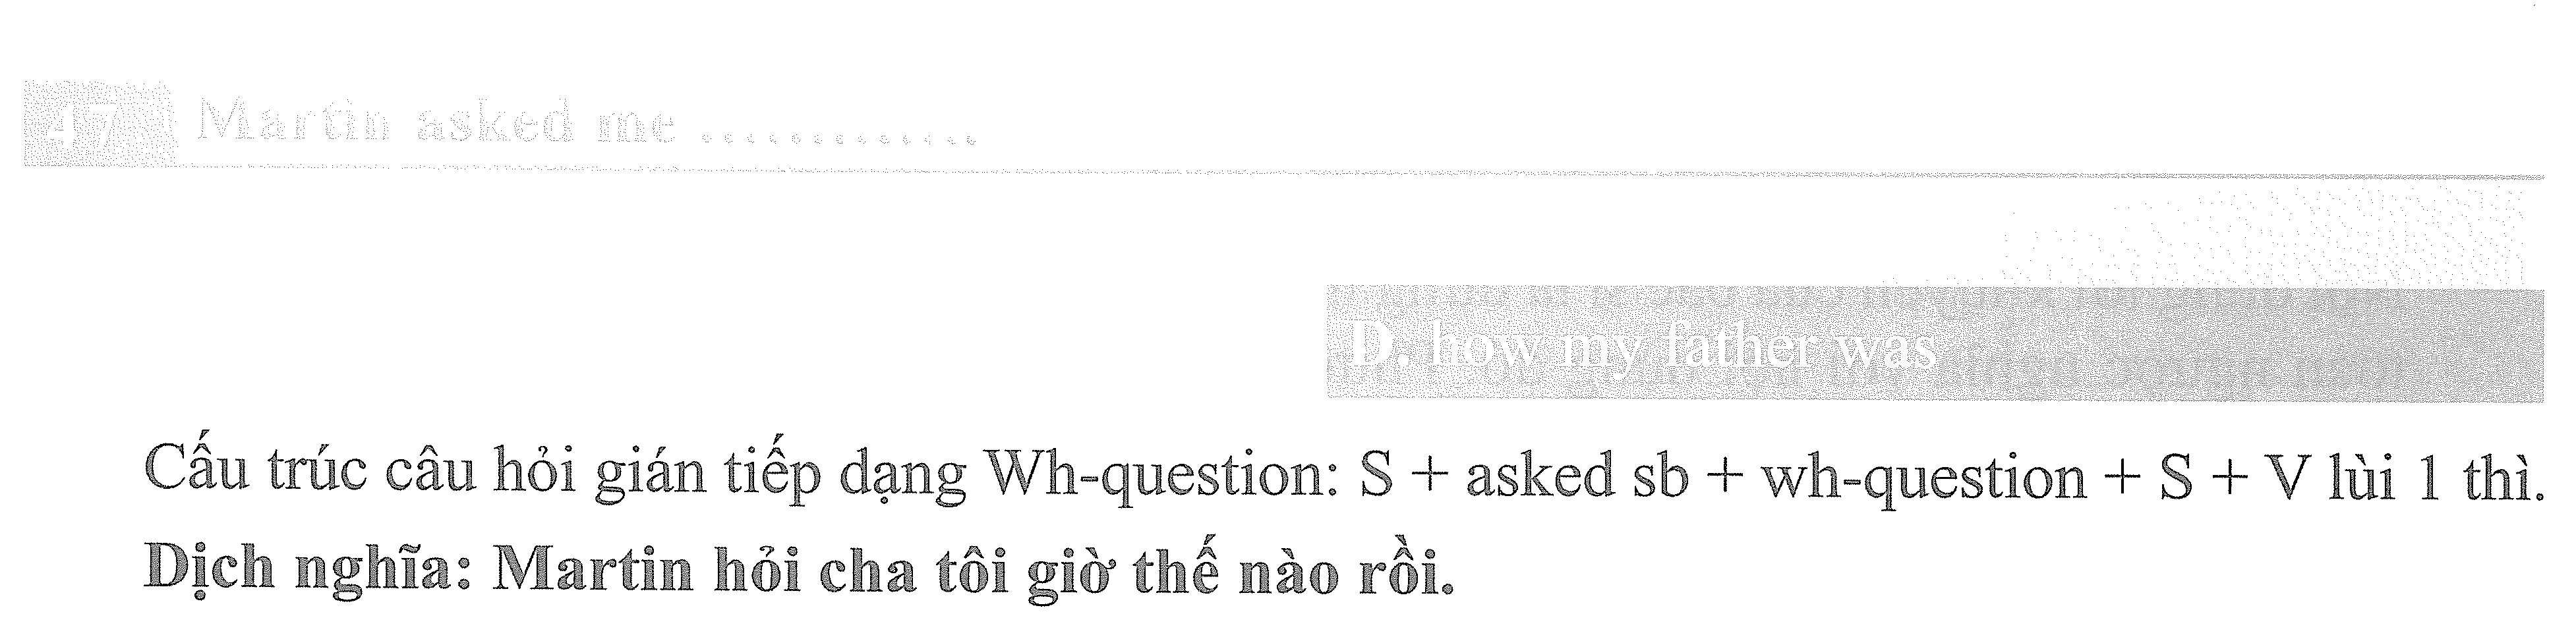 47 Martin asked me .............
D. how my father was
Cấu trúc câu hỏi gián tiếp dạng Wh-question: S + asked sb + wh-question + S + V lùi 1 thì.
Dịch nghĩa: Martin hỏi cha tôi giờ thế nào rồi.